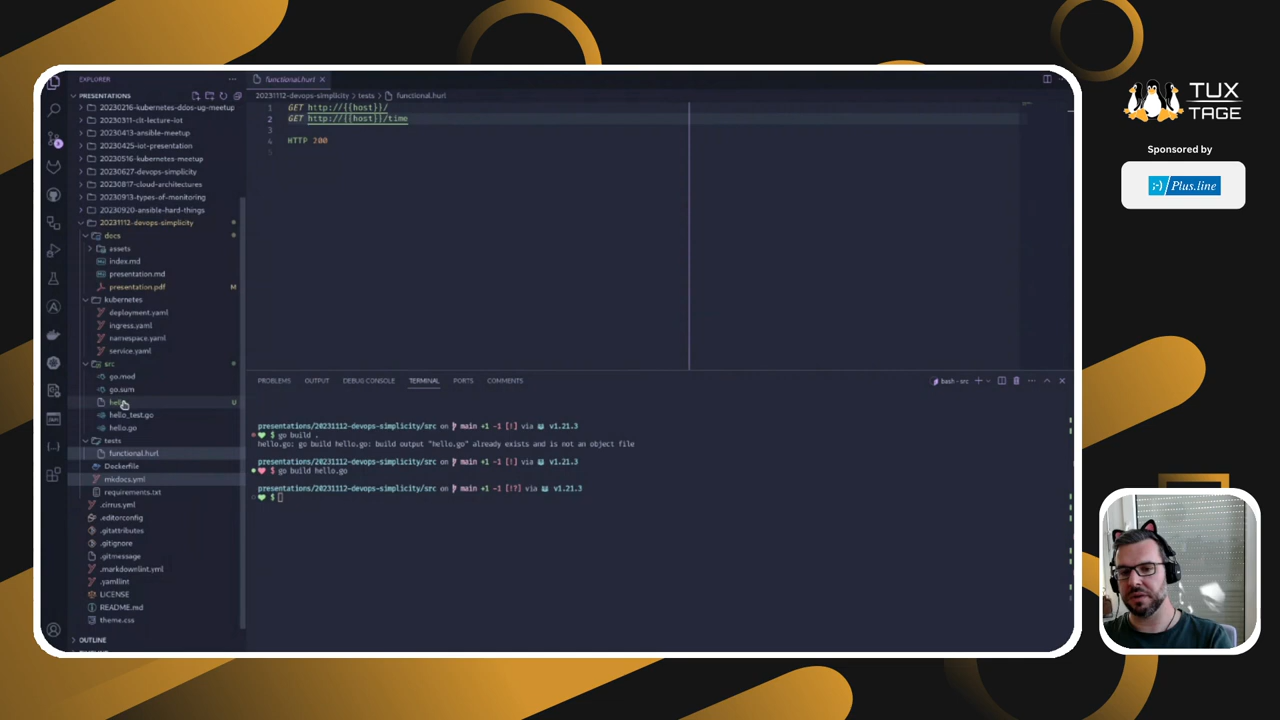 EXPLORER
PRESENTATIONS
20230216-kubernetes-ddos-ug-meetup
20230311-clt-lecture-iot
20230413-ansible-meetup
20230425-iot-presentation
20230516-kubernetes-meetup
20230627-devops-simplicity
20230817-cloud-architectures
20230913-types-of-monitoring
20230920-ansible-hard-things
20231112-devops-simplicity
docs
assets
index.md
presentation.md
presentation.pdf M
kubernetes
deployment.yaml
ingress.yaml
namespace.yaml
service.yaml
src
go.mod
go.sum
U
hello_test.go
hello.go
tests
functional.hurl
Dockerfile
mkdocs.yml
requirements.txt
.cirrus.yml
.editorconfig
.gitattributes
.gitignore
.gitmessage
.markdownlint.yml
.yamllint
LICENSE
README.md
theme.css
OUTLINE
functional.hurl
20231112-devops-simplicity > tests > functional.hurl
1 GET http://{{host}}/
2 GET http://{{host}}/time
3
4 HTTP 200
5
PROBLEMS OUTPUT DEBUG CONSOLE TERMINAL PORTS COMMENTS
bash - src
presentations/20231112-devops-simplicity/src on main +1 -1 [!] via v1.21.3
$ go build .
hello.go: go build hello.go: build output "hello.go" already exists and is not an object file
presentations/20231112-devops-simplicity/src on main +1 -1 [!] via v1.21.3
$ go build hello.go
presentations/20231112-devops-simplicity/src on main +1 -1 [!?] via v1.21.3
$
TUX
TAGE
Sponsored by
:-) Plus.line